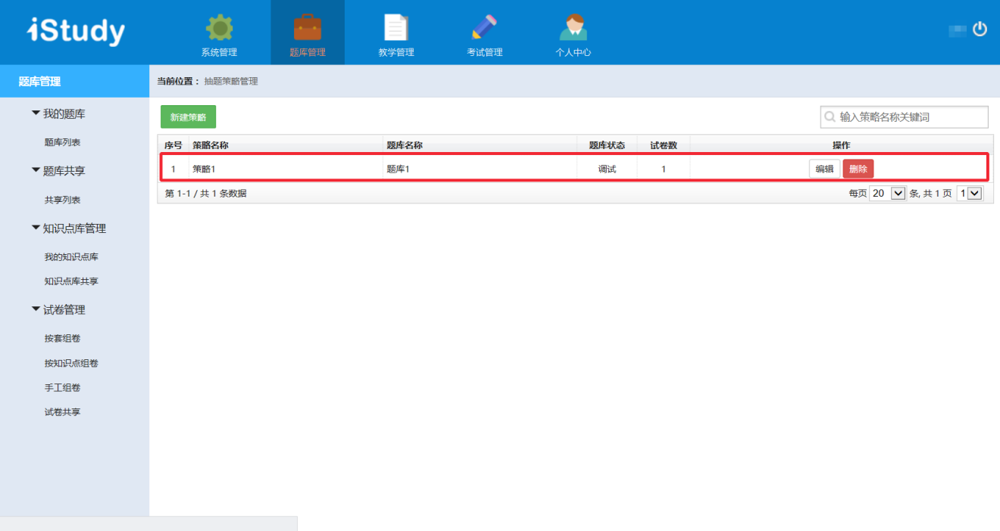 iStudy
系统管理
题库管理
教学管理
考试管理
个人中心
题库管理
当前位置： 抽题策略管理
我的题库
题库列表
题库共享
共享列表
知识点库管理
我的知识点库
知识点库共享
试卷管理
按套组卷
按知识点组卷
手工组卷
试卷共享
新建策略
输入策略名称关健词
序号 策略名称 题库名称 题库状态 试卷数 操作
1 策略1 题库1 调试 1 编辑 删除
第 1-1 / 共 1 条数据 每页 20 条, 共 1 页 1